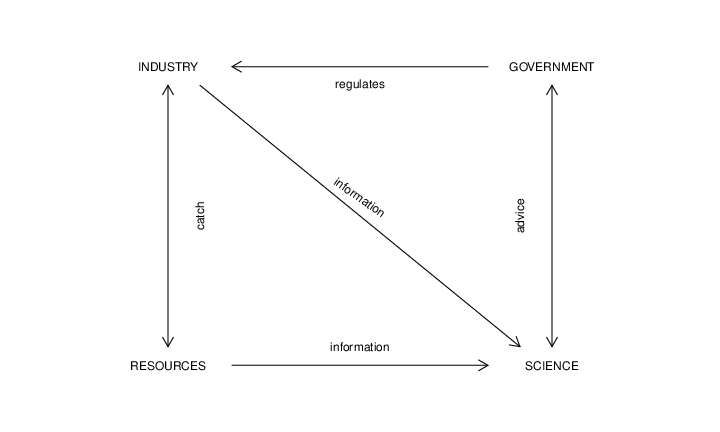 INDUSTRY
GOVERNMENT
regulates
information
catch
advice
information
RESOURCES
SCIENCE